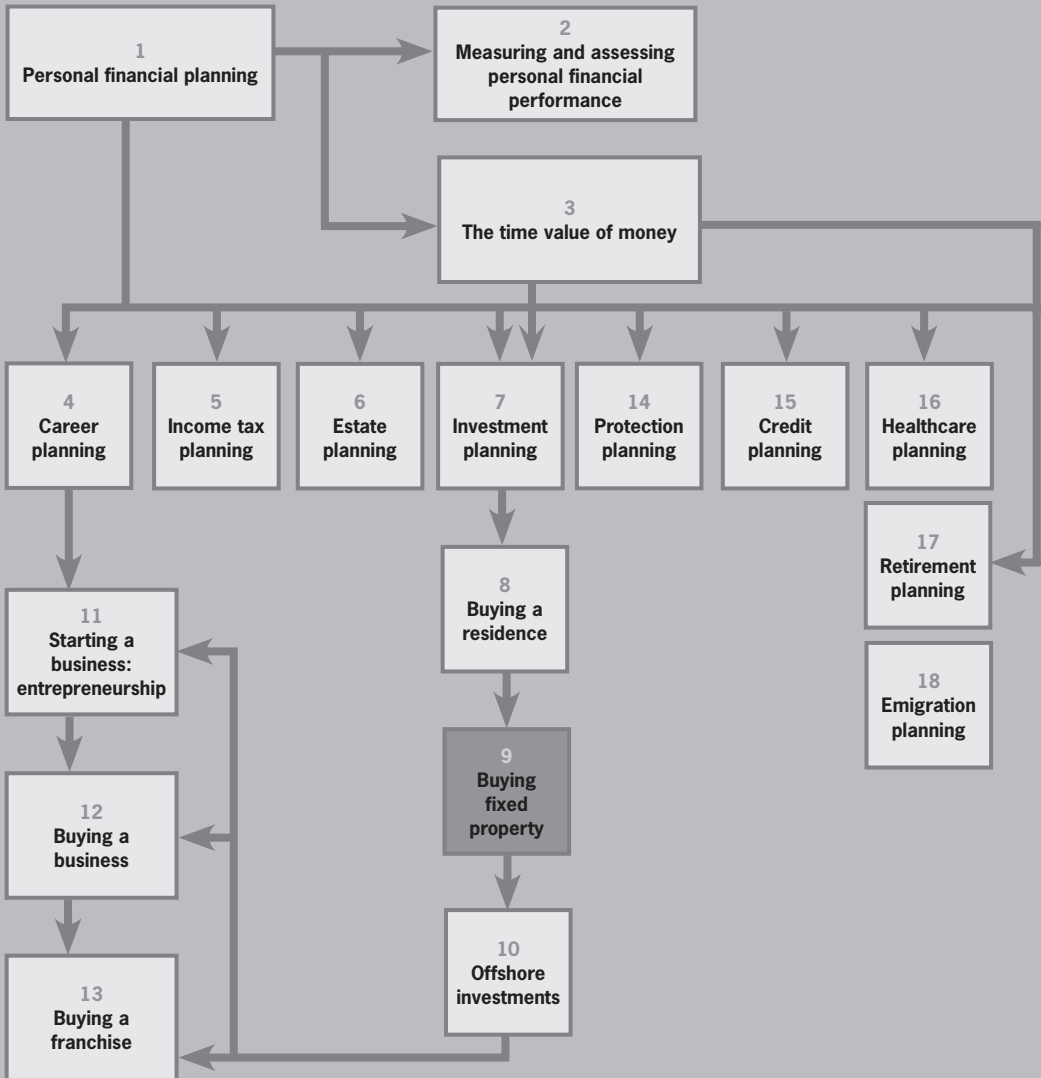 1
Personal financial planning
2
Measuring and assessing
personal financial
performance
3
The time value of money
4
Career
planning
5
Income tax
planning
6
Estate
planning
7
Investment
planning
14
Protection
planning
15
Credit
planning
16
Healthcare
planning
17
Retirement
planning
8
Buying a
residence
11
Starting a
business:
entrepreneurship
18
Emigration
planning
9
Buying
fixed
property
12
Buying a
business
10
Offshore
investments
13
Buying a
franchise